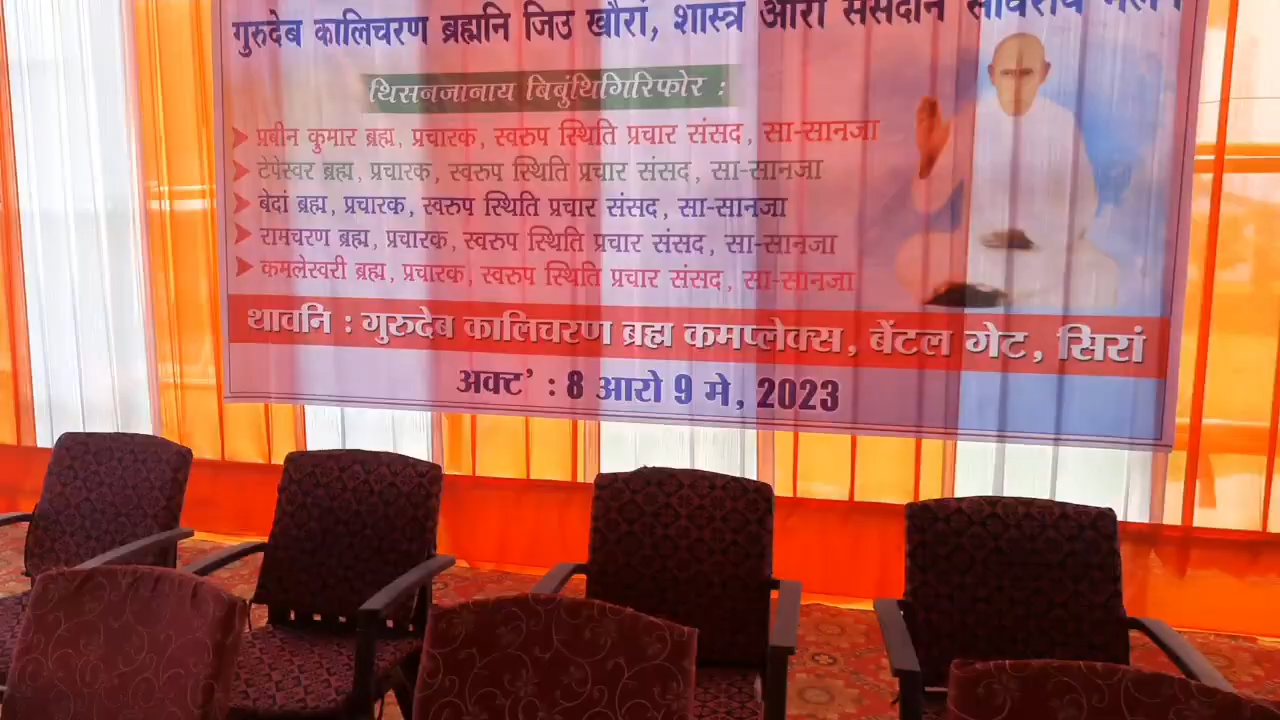 गुरुदेब कालिचरण ब्रह्मनि जिउ खौरां, शास्त्र आरो संसदनि
थिसनजानाय बिबुंथिगिरिफोर :
प्रबीन कुमार ब्रह्म, प्रचारक, स्वरुप स्थिति प्रचार संसद, सा-सानजा
टेपेस्वर ब्रह्म, प्रचारक, स्वरुप स्थिति प्रचार संसद, सा-सानजा
बेदां ब्रह्म, प्रचारक, स्वरुप स्थिति प्रचार संसद, सा-सानजा
रामचरण ब्रह्म, प्रचारक, स्वरुप स्थिति प्रचार संसद, सा-सानजा
कमलेस्वरी ब्रह्म, प्रचारक, स्वरुप स्थिति प्रचार संसद, सा-सानजा
थावनि : गुरुदेब कालिचरण ब्रह्म कमप्लेक्स, बेंटल गेट, सिरां
अक्ट' : 8 आरो 9 मे, 2023